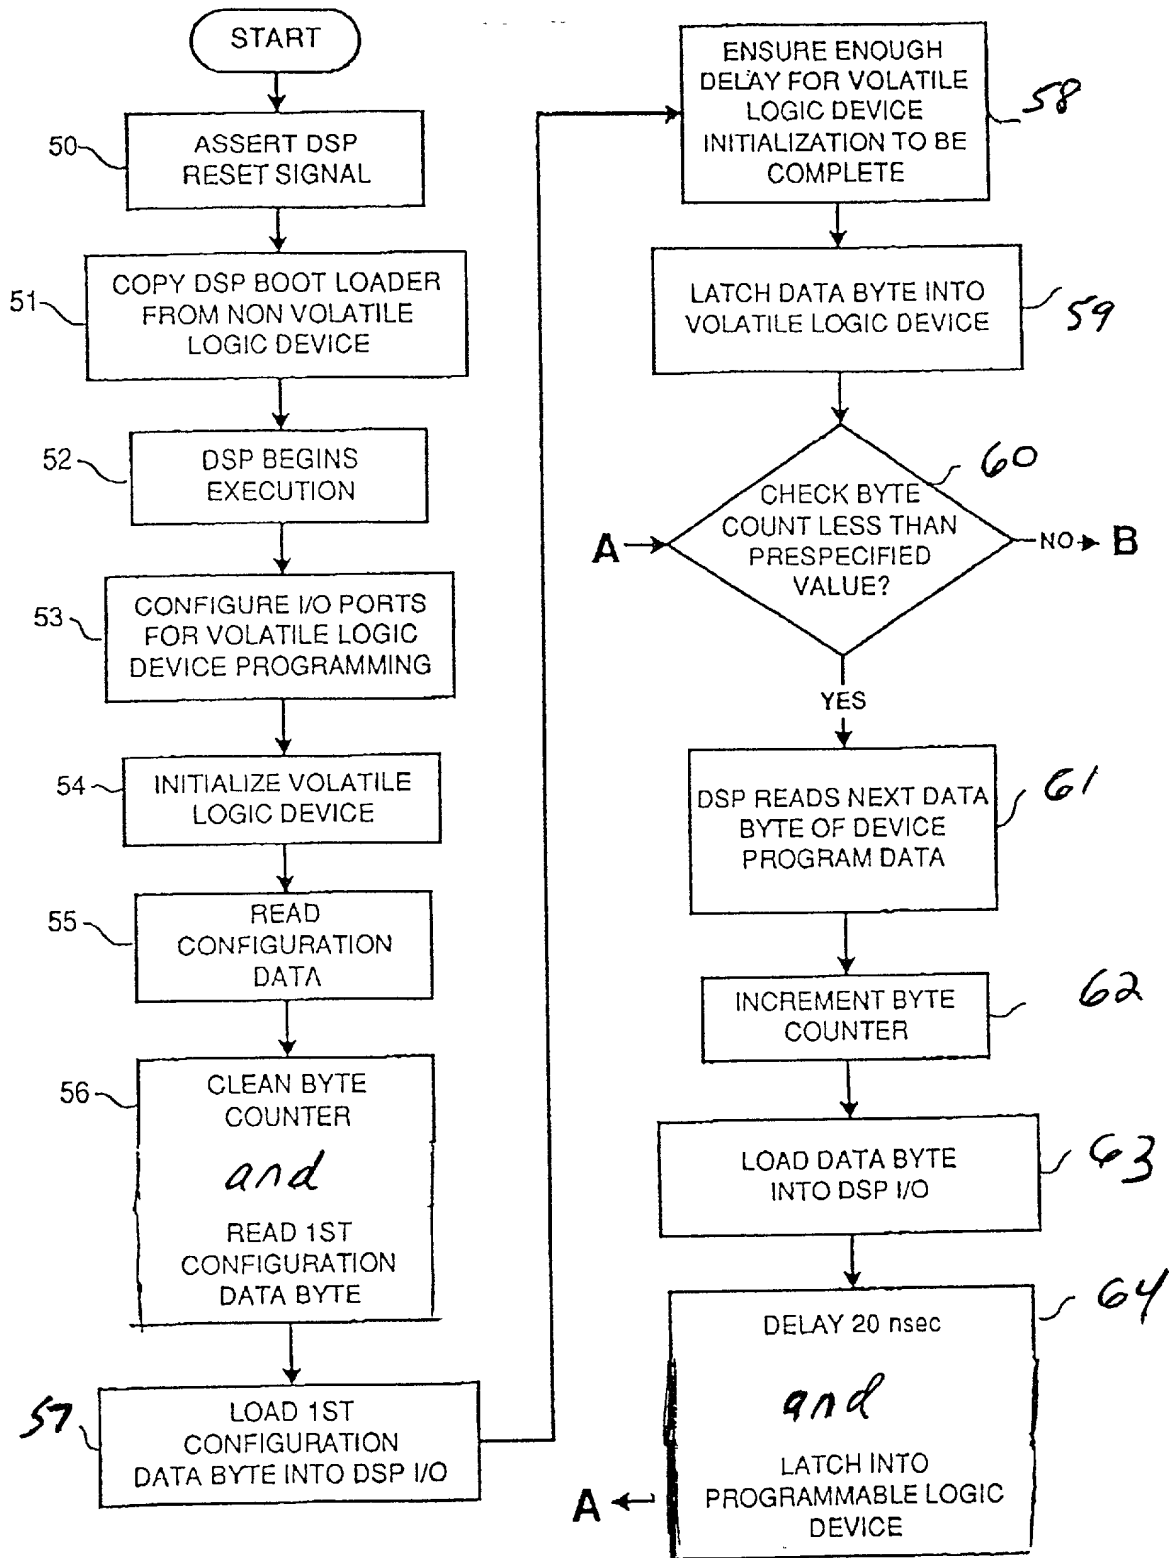 START
50
ASSERT DSP
RESET SIGNAL
51
COPY DSP BOOT LOADER
FROM NON VOLATILE
LOGIC DEVICE
52
DSP BEGINS
EXECUTION
53
CONFIGURE I/O PORTS
FOR VOLATILE LOGIC
DEVICE PROGRAMMING
54
INITIALIZE VOLATILE
LOGIC DEVICE
55
READ
CONFIGURATION
DATA
56
CLEAN BYTE
COUNTER
and
READ 1ST
CONFIGURATION
DATA BYTE
57
LOAD 1ST
CONFIGURATION
DATA BYTE INTO DSP I/O
ENSURE ENOUGH
DELAY FOR VOLATILE
LOGIC DEVICE
INITIALIZATION TO BE
COMPLETE
58
LATCH DATA BYTE INTO
VOLATILE LOGIC DEVICE
59
60
CHECK BYTE
COUNT LESS THAN
PRESPECIFIED
VALUE?
A
NO
B
YES
DSP READS NEXT DATA
BYTE OF DEVICE
PROGRAM DATA
61
INCREMENT BYTE
COUNTER
62
LOAD DATA BYTE
INTO DSP I/O
63
DELAY 20 nsec
and
LATCH INTO
PROGRAMMABLE LOGIC
DEVICE
64
A